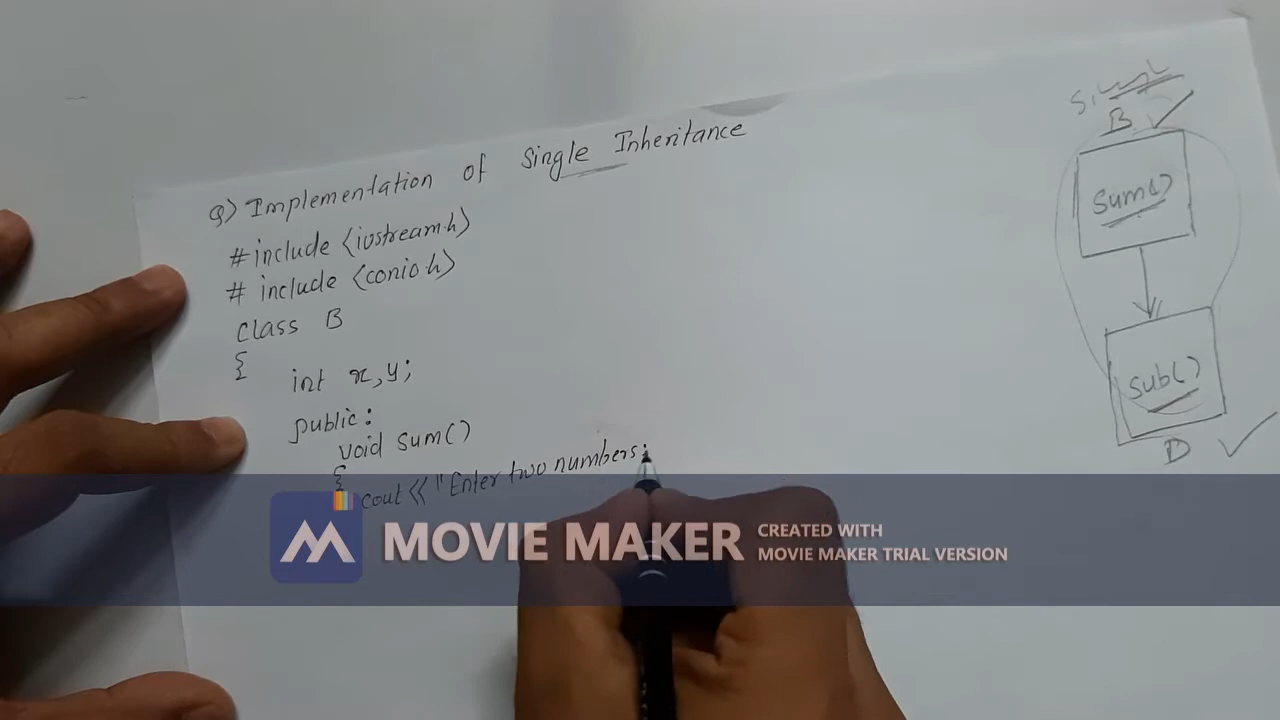 Q) Implementation of Single Inheritance
#include <iostream.h>
# include <conio.h>
class B
{
int x,y;
public:
void sum()
{
cout << "Enter two numbers:
B
sum()
sub()
D
MOVIE MAKER
CREATED WITH
MOVIE MAKER TRIAL VERSION